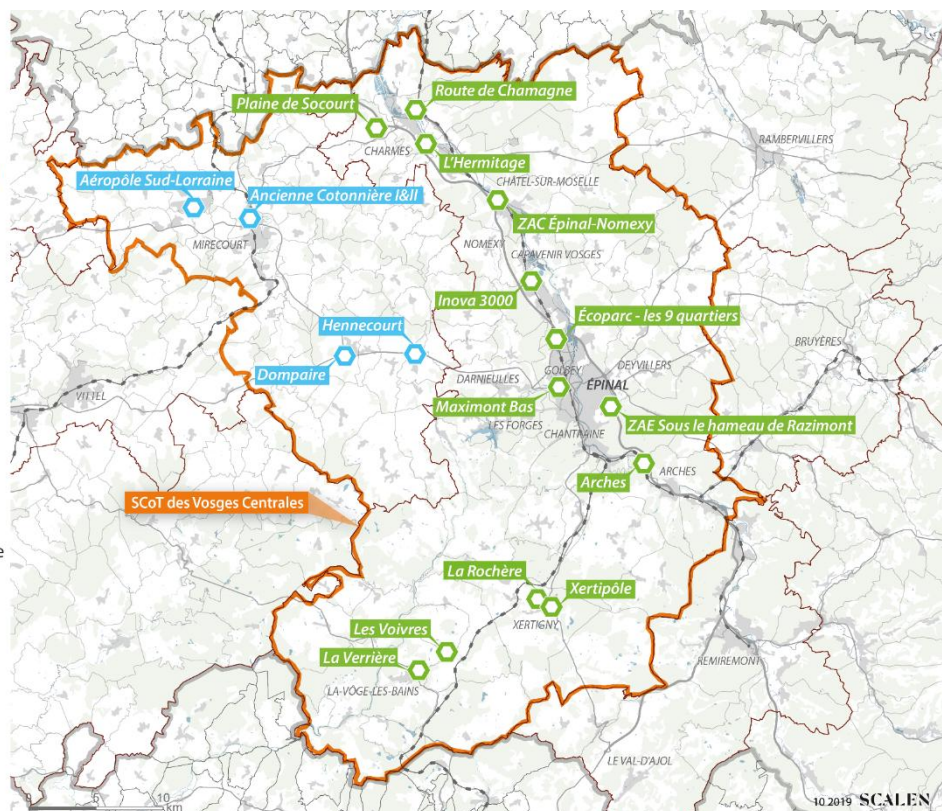 Route de Chamagne
Plaine de Socourt
CHARMES
L'Hermitage
RAMBERVILLERS
Aéropôle Sud-Lorraine
Ancienne Cotonnière I&II
CHÂTEL-SUR-MOSELLE
ZAC Épinal-Nomexy
MIRECOURT
NOMEXY
CAPAVENIR VOSGES
Inova 3000
Écoparc - les 9 quartiers
Hennecourt
BRUYÈRES
Dompaire
GOLBEY
DEYVILLERS
DARNIEULLES
ÉPINAL
VITTEL
Maximont Bas
LES FORGES
ZAE Sous le hameau de Razimont
CHANTRAINE
Arches
ARCHES
SCoT des Vosges Centrales
e
La Rochère
Xertipôle
XERTIGNY
Les Voivres
La Verrière
REMIREMONT
LA-VÔGE-LES-BAINS
LE VAL-D'AJOL
0 5 10
km
10.2019 SCALEN